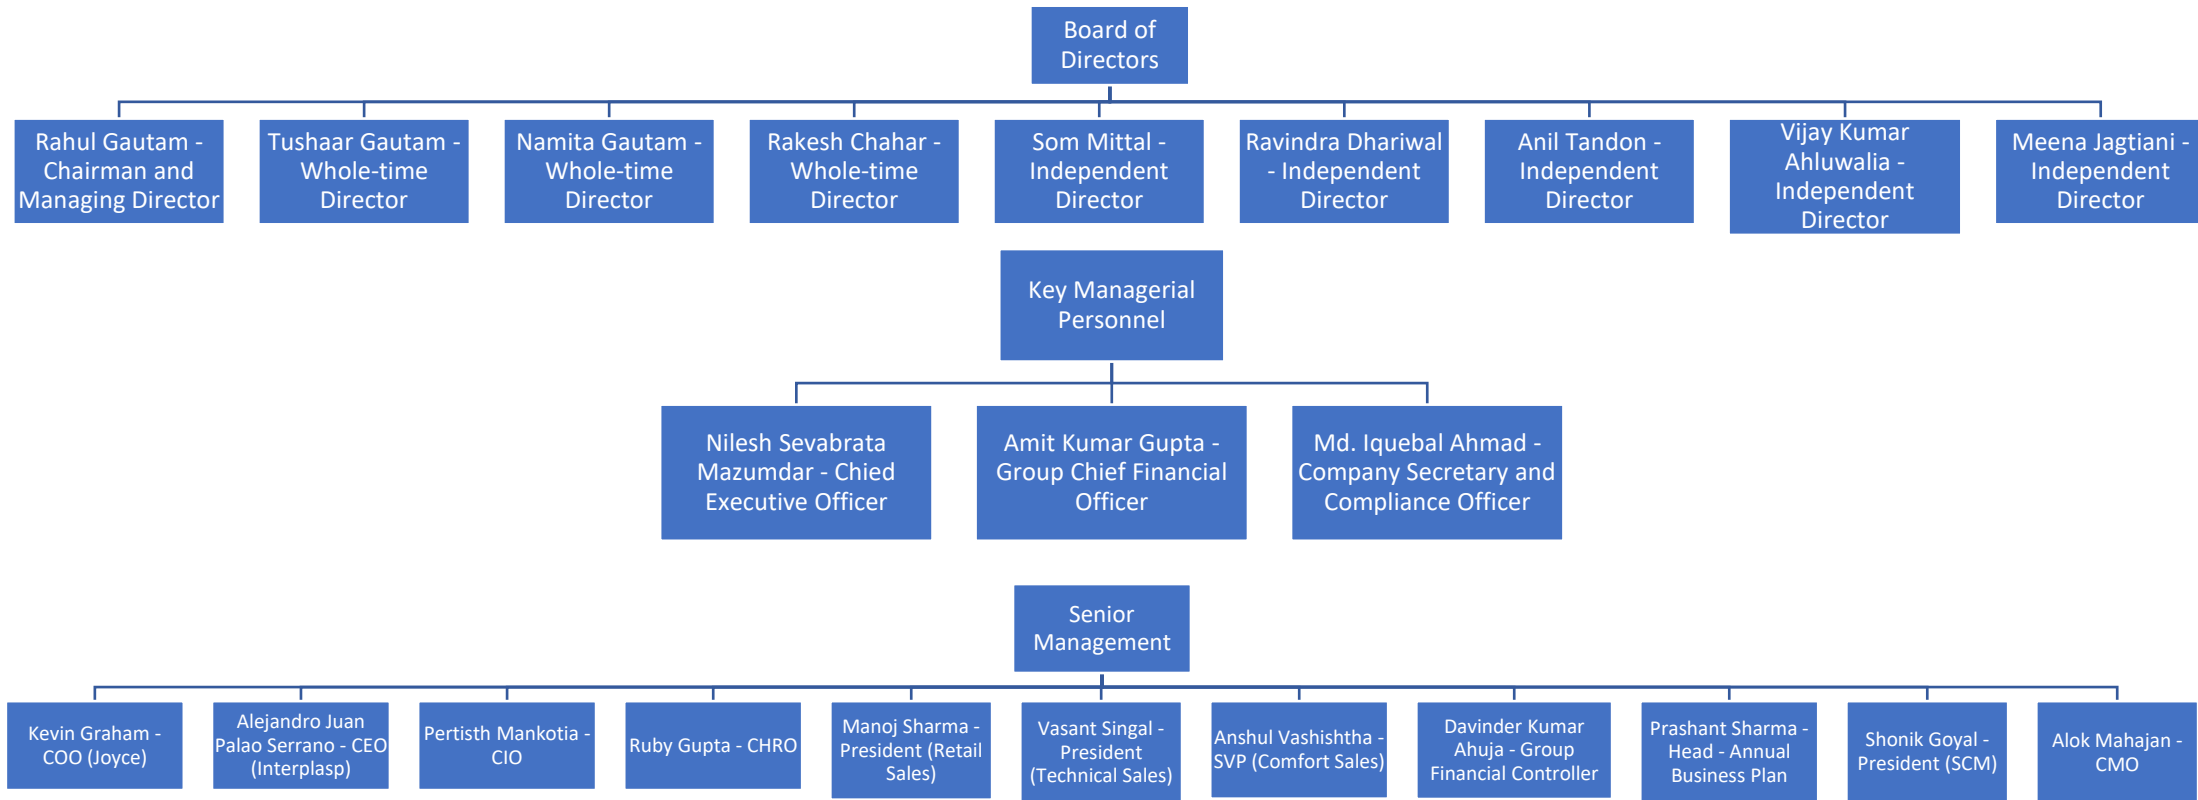 Board of
Directors
Rahul Gautam -
Chairman and
Managing Director
Tushaar Gautam -
Whole-time
Director
Namita Gautam -
Whole-time
Director
Rakesh Chahar -
Whole-time
Director
Som Mittal -
Independent
Director
Ravindra Dhariwal
- Independent
Director
Anil Tandon -
Independent
Director
Vijay Kumar
Ahluwalia -
Independent
Director
Meena Jagtiani -
Independent
Director
Key Managerial
Personnel
Nilesh Sevabrata
Mazumdar - Chied
Executive Officer
Amit Kumar Gupta -
Group Chief Financial
Officer
Md. Iquebal Ahmad -
Company Secretary and
Compliance Officer
Senior
Management
Kevin Graham -
COO (Joyce)
Alejandro Juan
Palao Serrano - CEO
(Interplasp)
Pertisth Mankotia -
CIO
Ruby Gupta - CHRO
Manoj Sharma -
President (Retail
Sales)
Vasant Singal -
President
(Technical Sales)
Anshul Vashishtha -
SVP (Comfort Sales)
Davinder Kumar
Ahuja - Group
Financial Controller
Prashant Sharma -
Head - Annual
Business Plan
Shonik Goyal -
President (SCM)
Alok Mahajan -
CMO